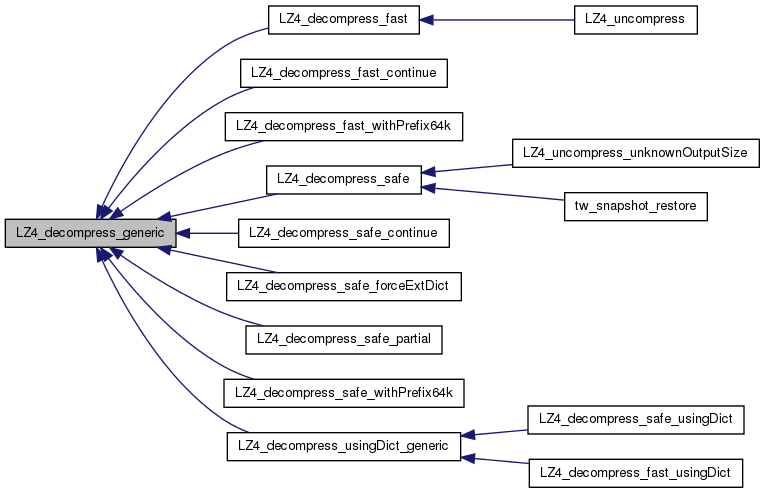 LZ4_decompress_fast
LZ4_uncompress
LZ4_decompress_fast_continue
LZ4_decompress_fast_withPrefix64k
LZ4_uncompress_unknownOutputSize
LZ4_decompress_safe
tw_snapshot_restore
LZ4_decompress_generic
LZ4_decompress_safe_continue
LZ4_decompress_safe_forceExtDict
LZ4_decompress_safe_partial
LZ4_decompress_safe_withPrefix64k
LZ4_decompress_safe_usingDict
LZ4_decompress_usingDict_generic
LZ4_decompress_fast_usingDict